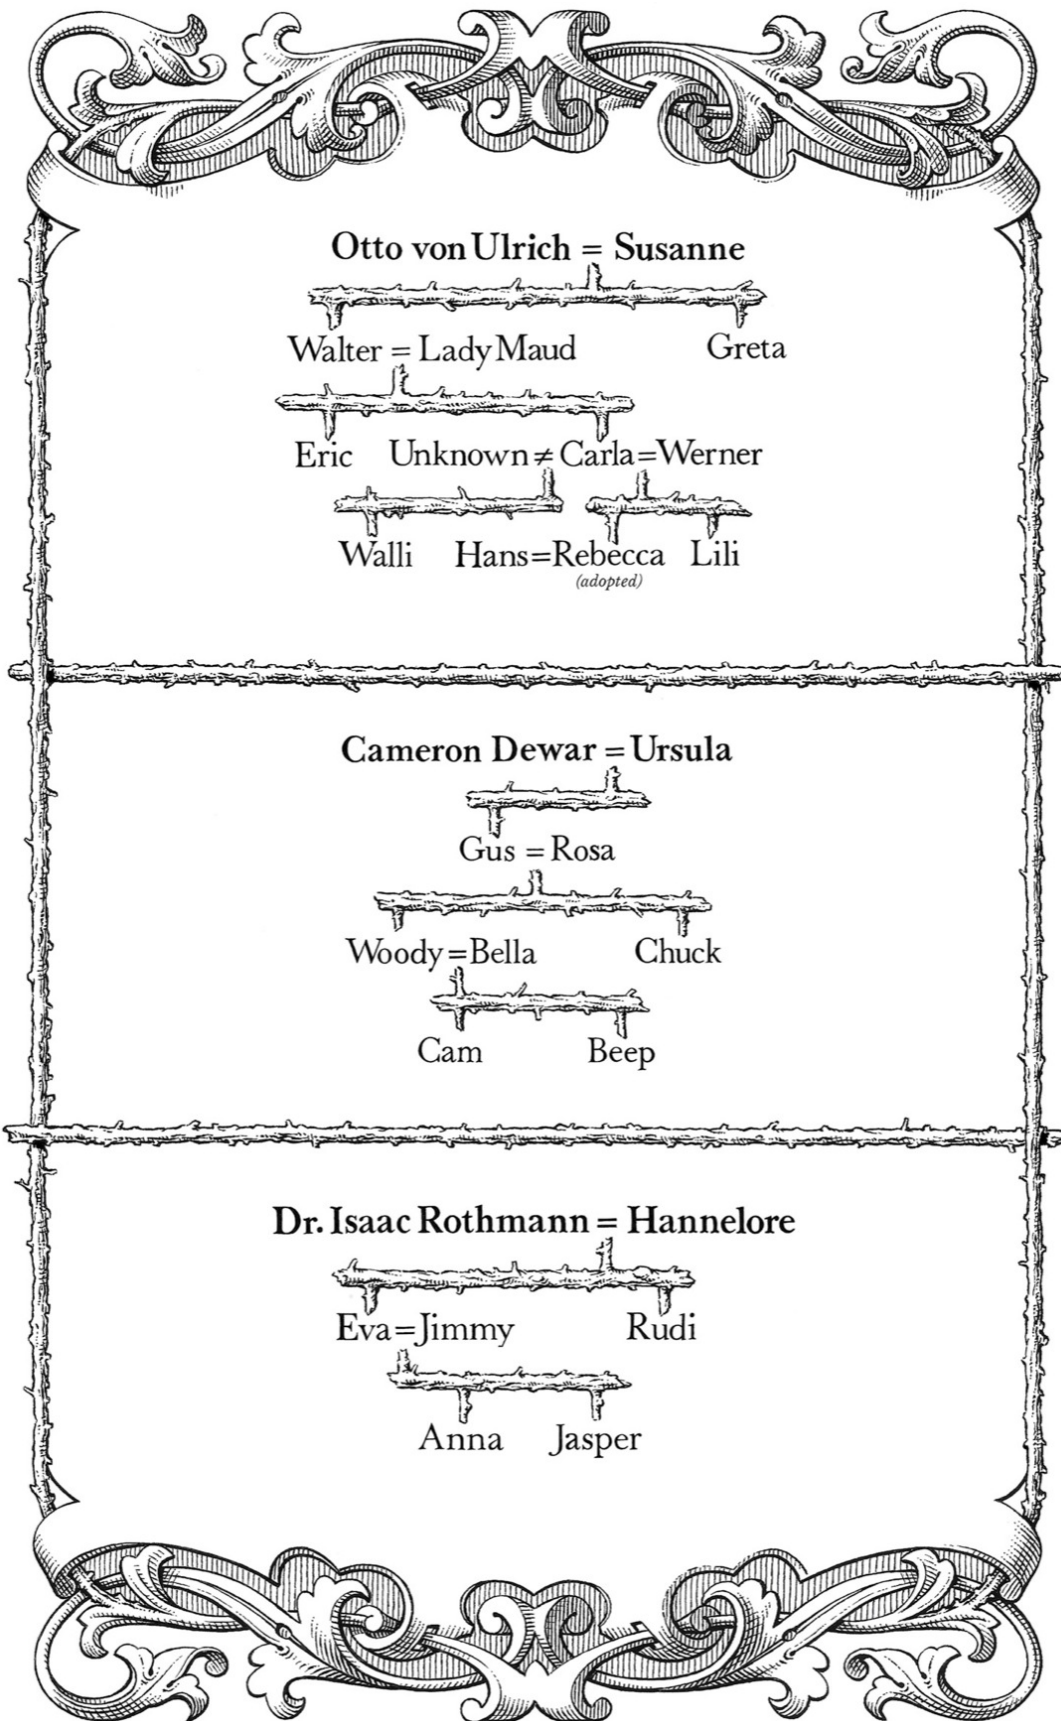 Otto von Ulrich = Susanne
Walter = Lady Maud Greta
Eric Unknown ≠ Carla=Werner
Walli Hans=Rebecca Lili
(adopted)
Cameron Dewar = Ursula
Gus = Rosa
Woody=Bella Chuck
Cam Beep
Dr. Isaac Rothmann = Hannelore
Eva=Jimmy Rudi
Anna Jasper